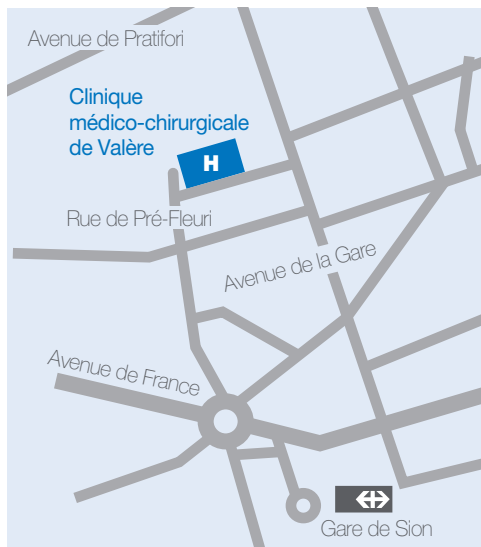 Avenue de Pratifori
Clinique
médico-chirurgicale
de Valère
H
Rue de Pré-Fleuri
Avenue de la Gare
Avenue de France
Gare de Sion